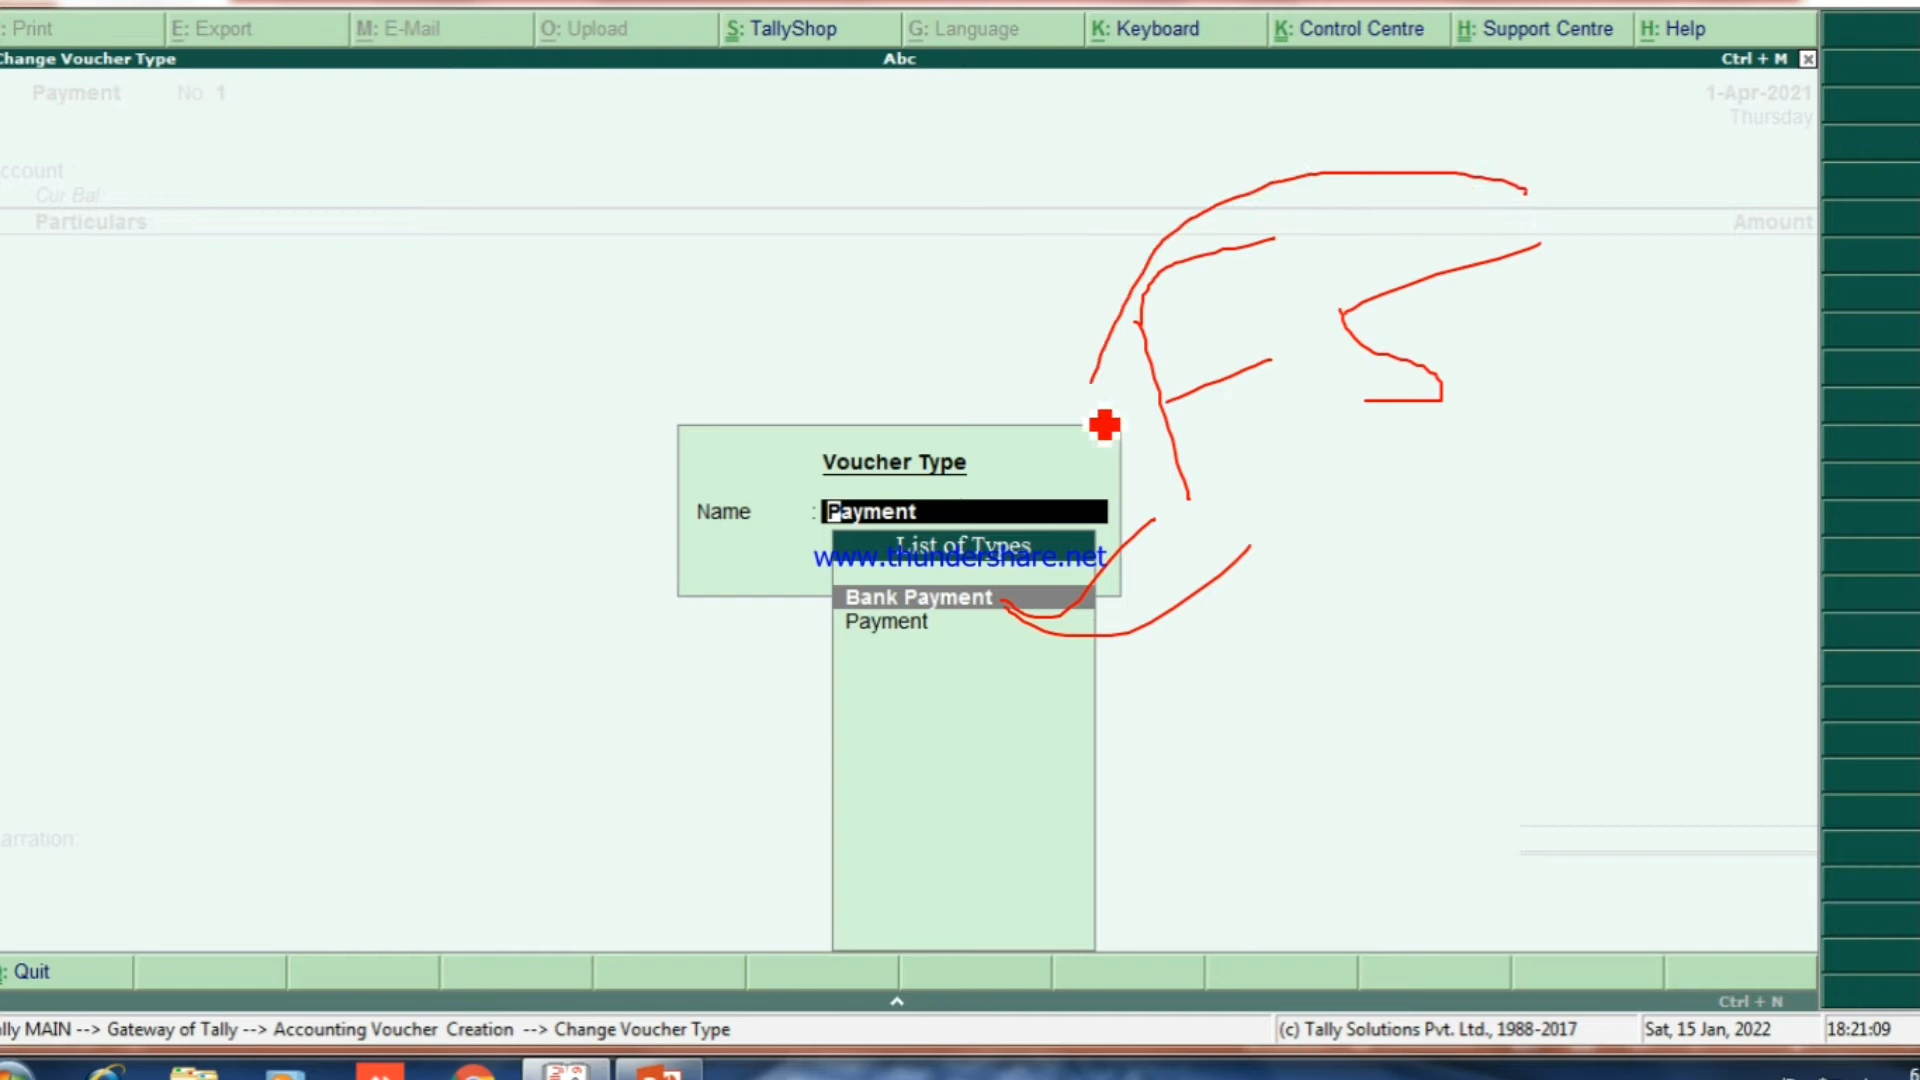 : Print E: Export M: E-Mail O: Upload S: TallyShop G: Language K: Keyboard K: Control Centre H: Support Centre H: Help
Change Voucher Type Abc Ctrl + M
Payment No 1 1-Apr-2021
Thursday
ccount
Cur Bal:
Particulars Amount
F5
Voucher Type
Name : Payment
List of Types
www.thundershare.net
Bank Payment
Payment
arration:
: Quit
Ctrl + N
lly MAIN --> Gateway of Tally --> Accounting Voucher Creation --> Change Voucher Type (c) Tally Solutions Pvt. Ltd., 1988-2017 Sat, 15 Jan, 2022 18:21:09